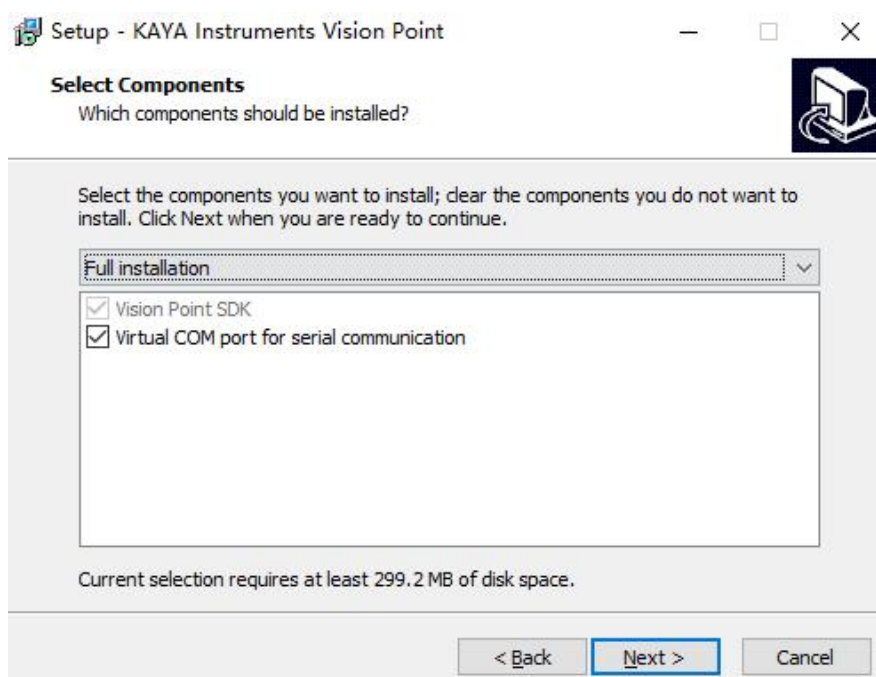 Setup - KAYA Instruments Vision Point
Select Components
Which components should be installed?
Select the components you want to install; clear the components you do not want to
install. Click Next when you are ready to continue.
Full installation
Vision Point SDK
Virtual COM port for serial communication
Current selection requires at least 299.2 MB of disk space.
< Back
Next >
Cancel